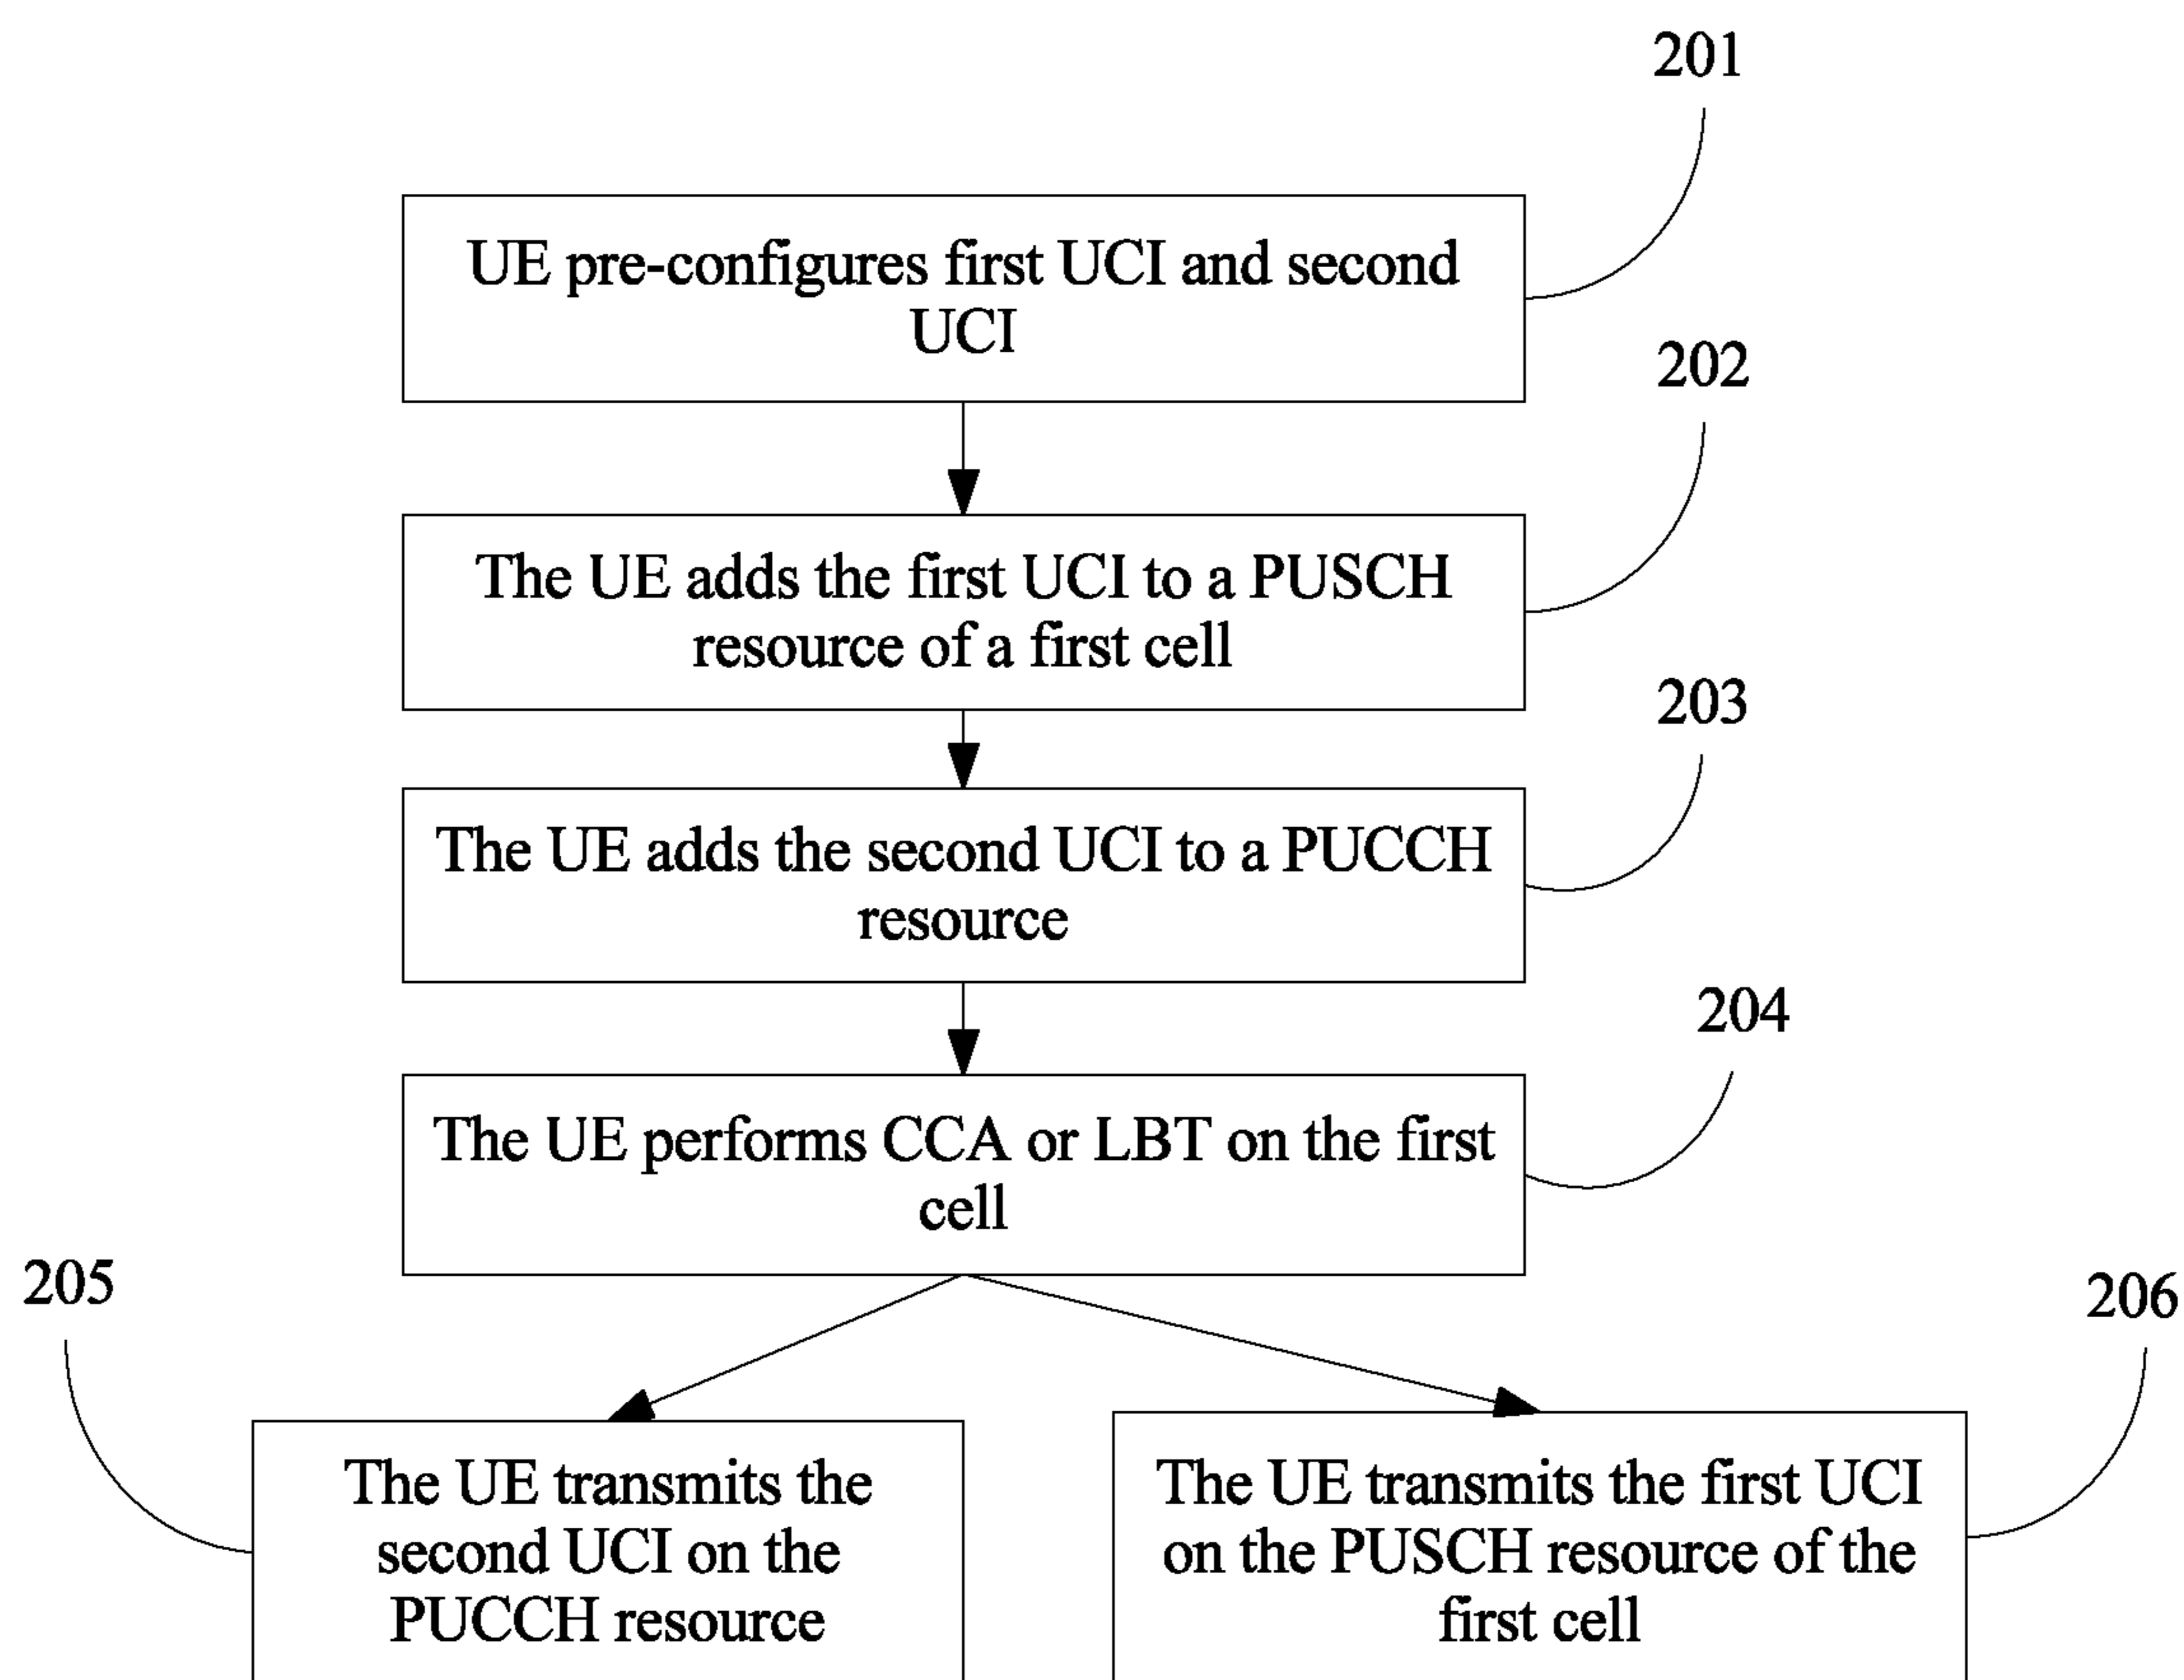 201
UE pre-configures first UCI and second
UCI
202
The UE adds the first UCI to a PUSCH
resource of a first cell
203
The UE adds the second UCI to a PUCCH
resource
204
The UE performs CCA or LBT on the first
cell
205
206
The UE transmits the
second UCI on the
PUCCH resource
The UE transmits the first UCI
on the PUSCH resource of the
first cell